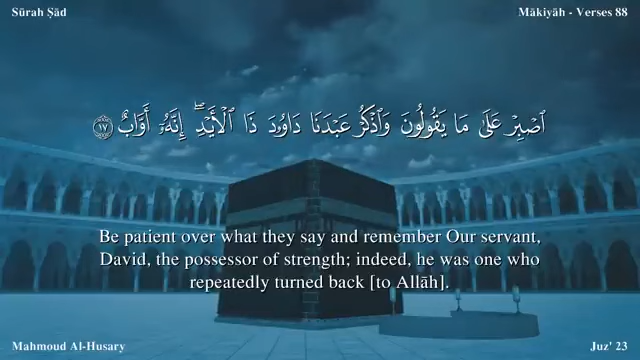 Sūrah Ṣād
Mākiyāh - Verses 88
ٱصۡبِرۡ عَلَىٰ مَا يَقُولُونَ وَٱذۡكُرۡ عَبۡدَنَا دَاوُۥدَ ذَا ٱلۡأَيۡدِۖ إِنَّهُۥٓ أَوَّابٌ ١٧
Be patient over what they say and remember Our servant,
David, the possessor of strength; indeed, he was one who
repeatedly turned back [to Allāh].
Mahmoud Al-Husary
Juz' 23